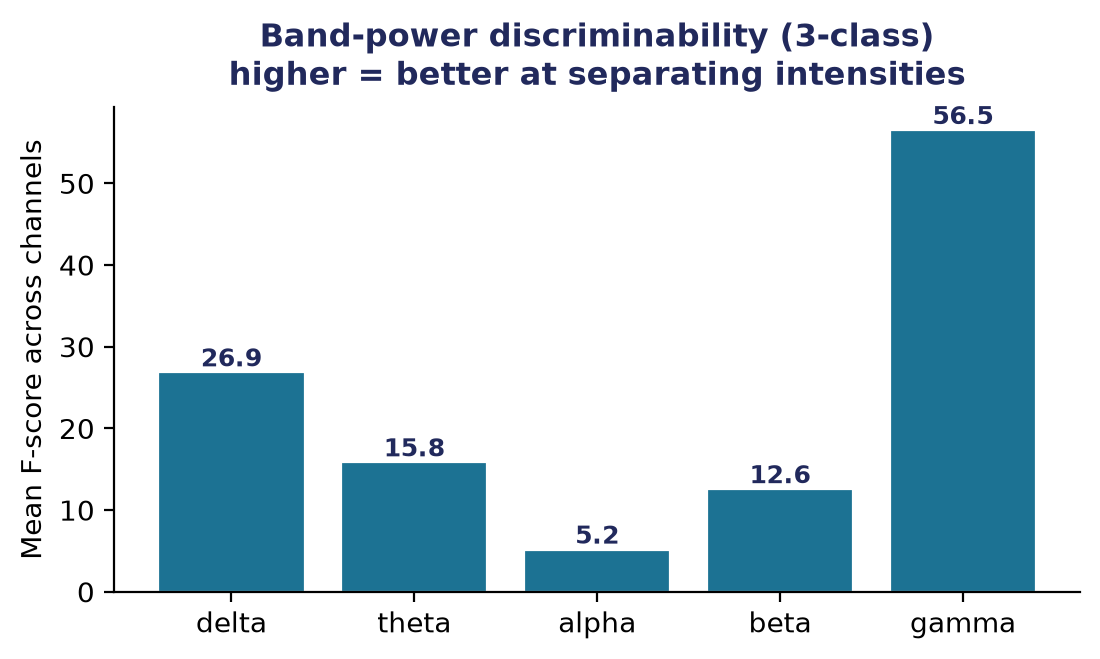 Band-power discriminability (3-class)
higher = better at separating intensities
Mean F-score across channels
50
40
30
20
10
0
26.9
15.8
5.2
12.6
56.5
delta
theta
alpha
beta
gamma